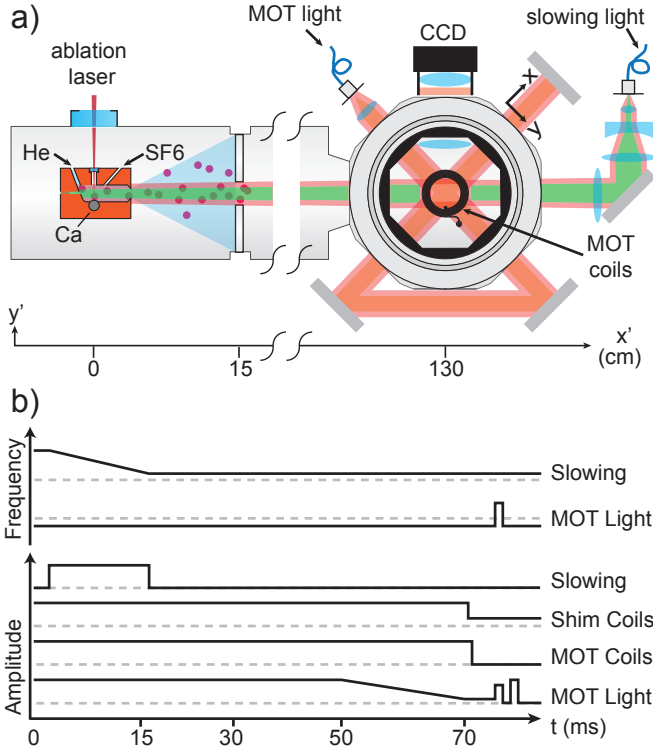 a)
MOT light
CCD
slowing light
ablation
laser
He
SF6
Ca
x
y
MOT
coils
y'
x'
(cm)
0
15
130
b)
Frequency
Slowing
MOT Light
Amplitude
Slowing
Shim Coils
MOT Coils
MOT Light
0
15
30
50
70
t (ms)